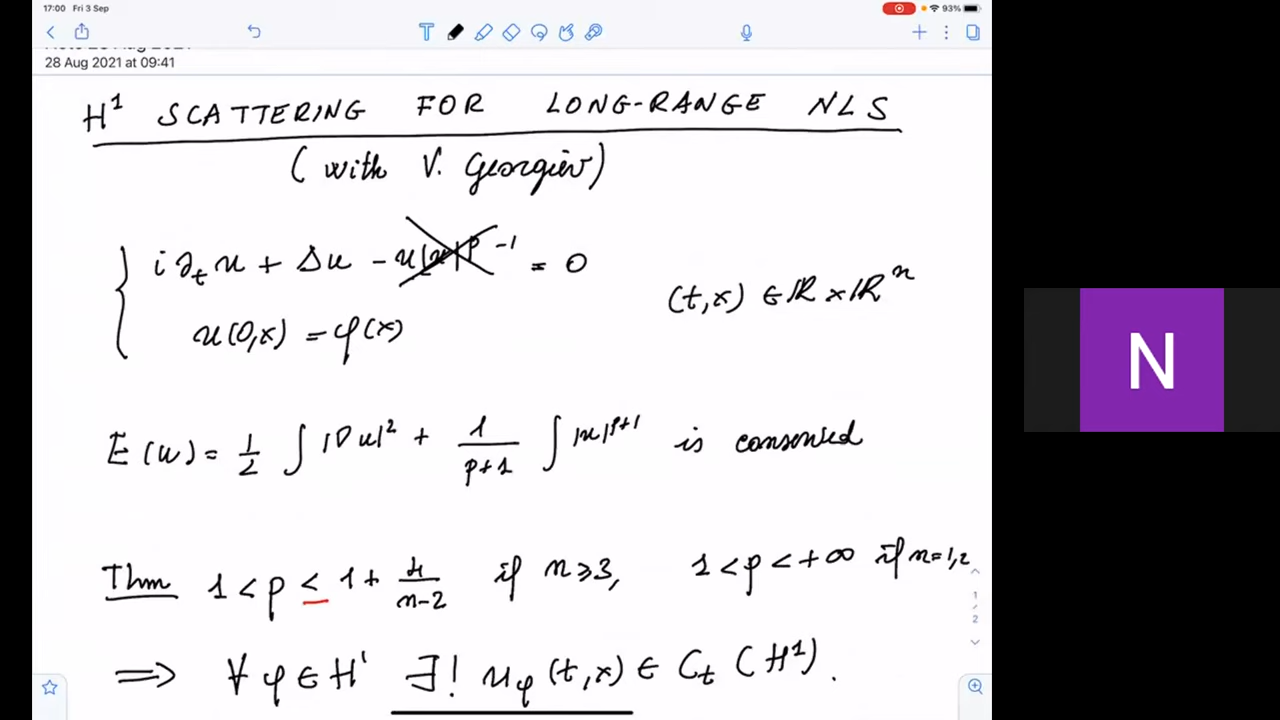 17:00 Fri 3 Sep
93%
28 Aug 2021 at 09:41
H¹ SCATTERING FOR LONG-RANGE NLS
(with V. Georgiev)
i∂ₜu + Δu - u|u|ᵖ⁻¹ = 0
(t,x) ∈ ℝ × ℝⁿ
u(0,x) = φ(x)
E(u) = 1/2 ∫ |∇u|² + 1/(p+1) ∫ |u|ᵖ⁺¹ is conserved
Thm 1 < p < 1 + 4/(n-2) if n ≥ 3, 1 < p < +∞ if n=1,2
⟹ ∀ φ ∈ H¹ ∃! u_φ(t,x) ∈ Cₜ(H¹).
1
/
2
N